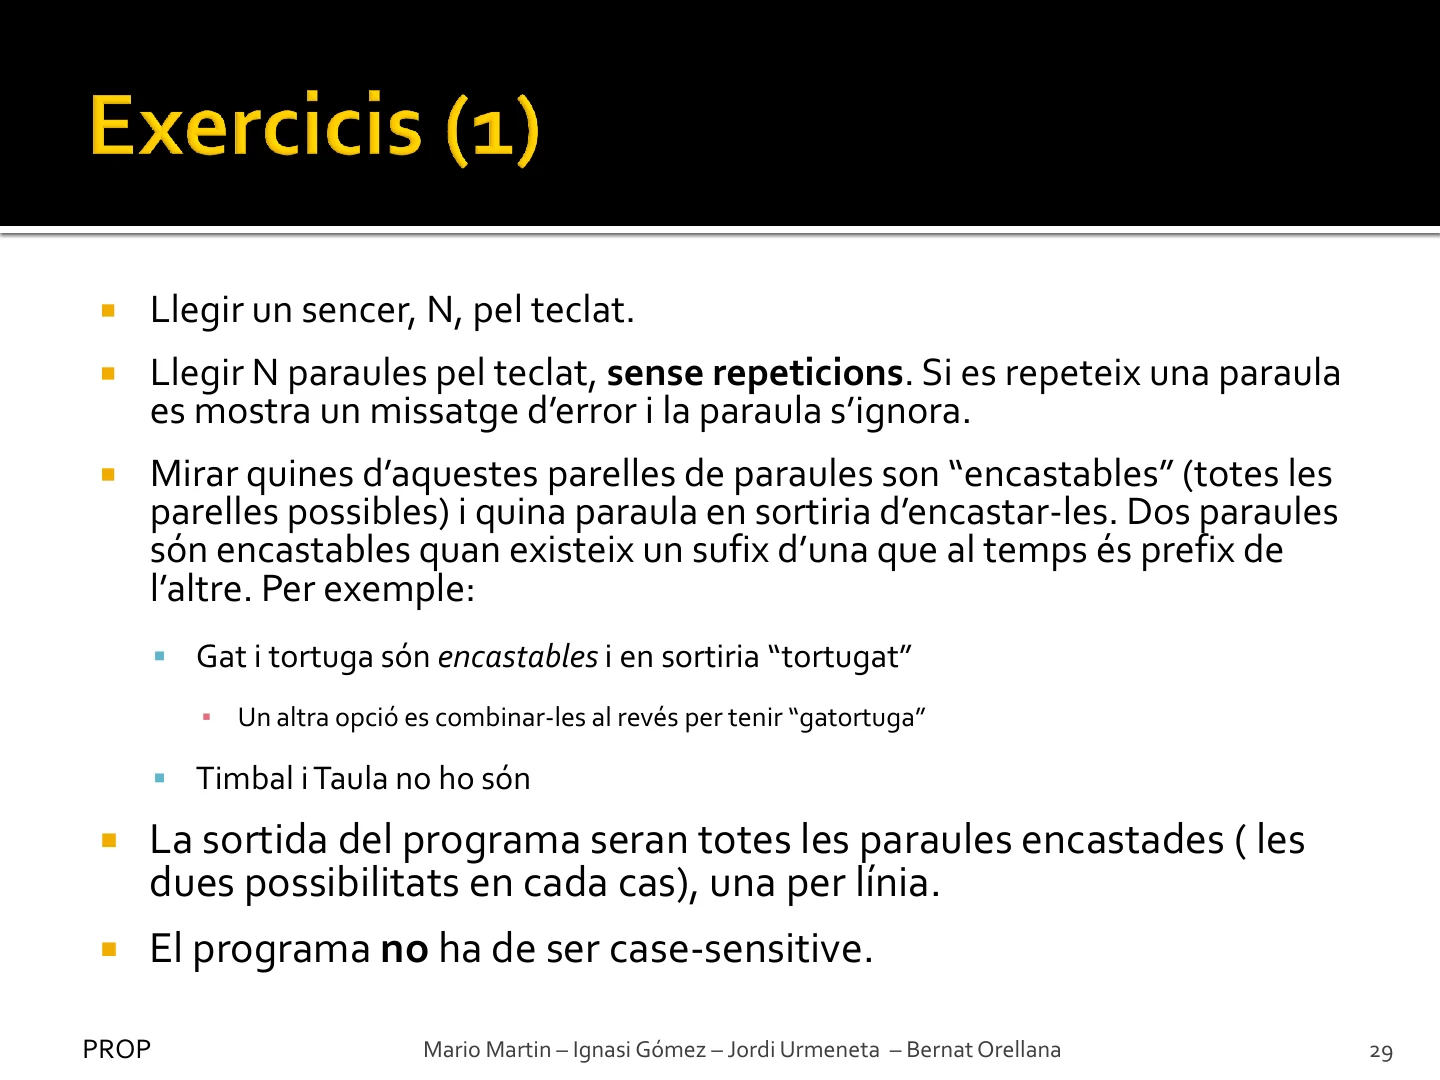 Exercicis (1)
Llegir un sencer, N, pel teclat.
Llegir N paraules pel teclat, sense repeticions. Si es repeteix una paraula
es mostra un missatge d’error i la paraula s’ignora.
Mirar quines d’aquestes parelles de paraules son “encastables” (totes les
parelles possibles) i quina paraula en sortiria d’encastar-les. Dos paraules
són encastables quan existeix un sufix d’una que al temps és prefix de
l’altre. Per exemple:
Gat i tortuga són encastables i en sortiria “tortugat”
Un altra opció es combinar-les al revés per tenir “gatortuga”
Timbal i Taula no ho són
La sortida del programa seran totes les paraules encastades ( les
dues possibilitats en cada cas), una per línia.
El programa no ha de ser case-sensitive.
PROP
Mario Martin – Ignasi Gómez – Jordi Urmeneta – Bernat Orellana
29